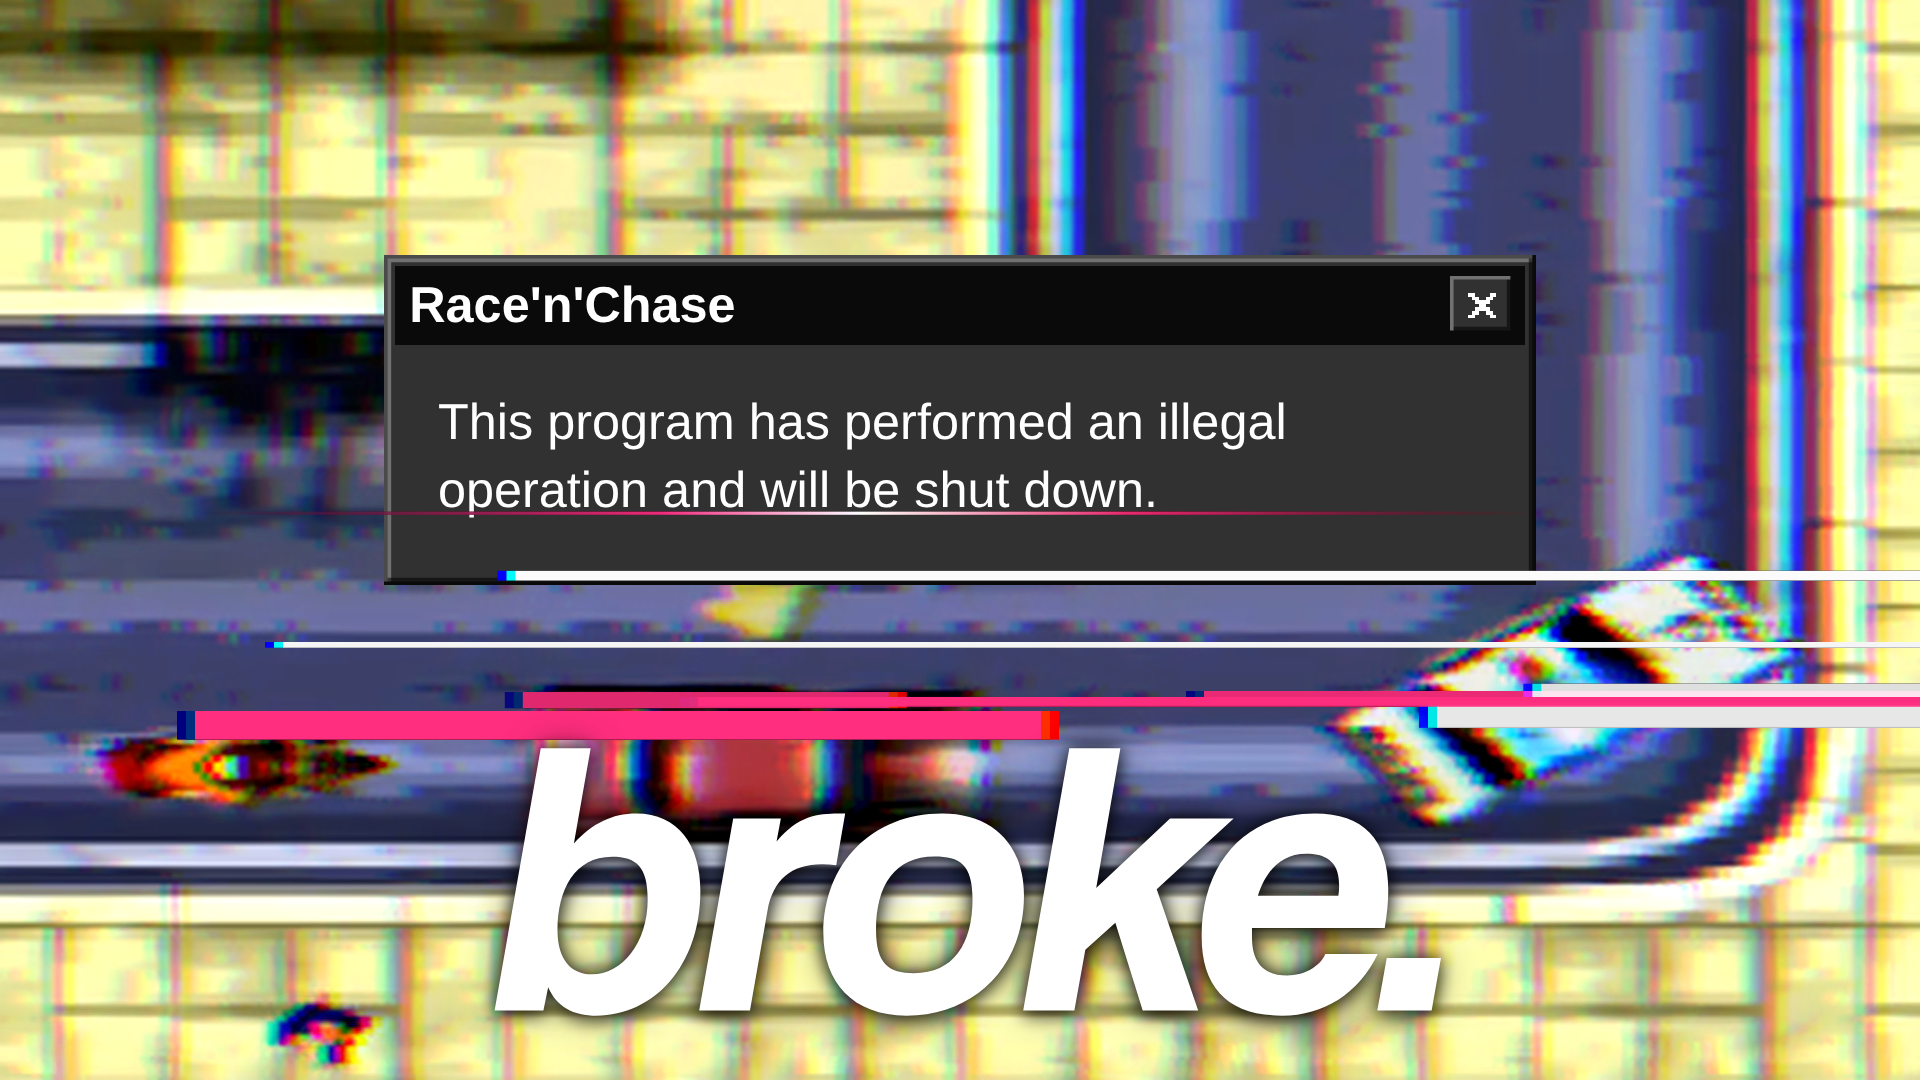 Race'n'Chase
This program has performed an illegal
operation and will be shut down.
broke.